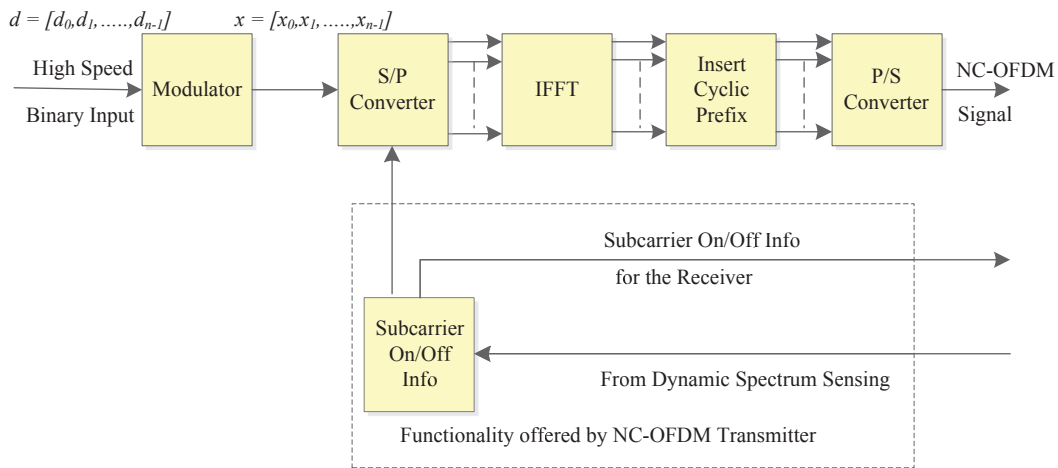 d = [d0,d1,.....,dn-1]
x = [x0,x1,.....,xn-1]
High Speed
Binary Input
Modulator
S/P
Converter
IFFT
Insert
Cyclic
Prefix
P/S
Converter
NC-OFDM
Signal
Subcarrier On/Off Info
for the Receiver
Subcarrier
On/Off
Info
From Dynamic Spectrum Sensing
Functionality offered by NC-OFDM Transmitter